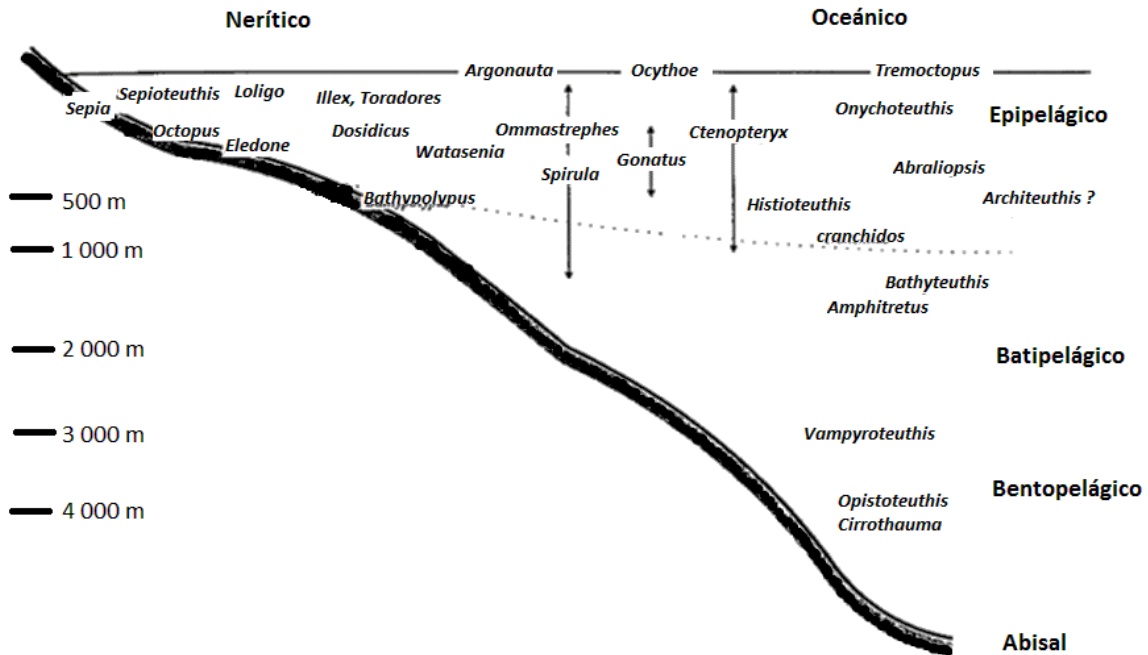 Nerítico
Oceánico
Argonauta
Ocythoe
Tremoctopus
Sepioteuthis
Loligo
Illex, Toradores
Onychoteuthis
Epipelágico
Sepia
Octopus
Eledone
Dosidicus
Ommastrephes
Ctenopteryx
Watasenia
Gonatus
Spirula
Abraliopsis
500 m
Bathypolypus
Histioteuthis
Architeuthis ?
cranchidos
1 000 m
Bathyteuthis
Amphitretus
2 000 m
Batipelágico
3 000 m
Vampyroteuthis
Bentopelágico
4 000 m
Opistoteuthis
Cirrothauma
Abisal